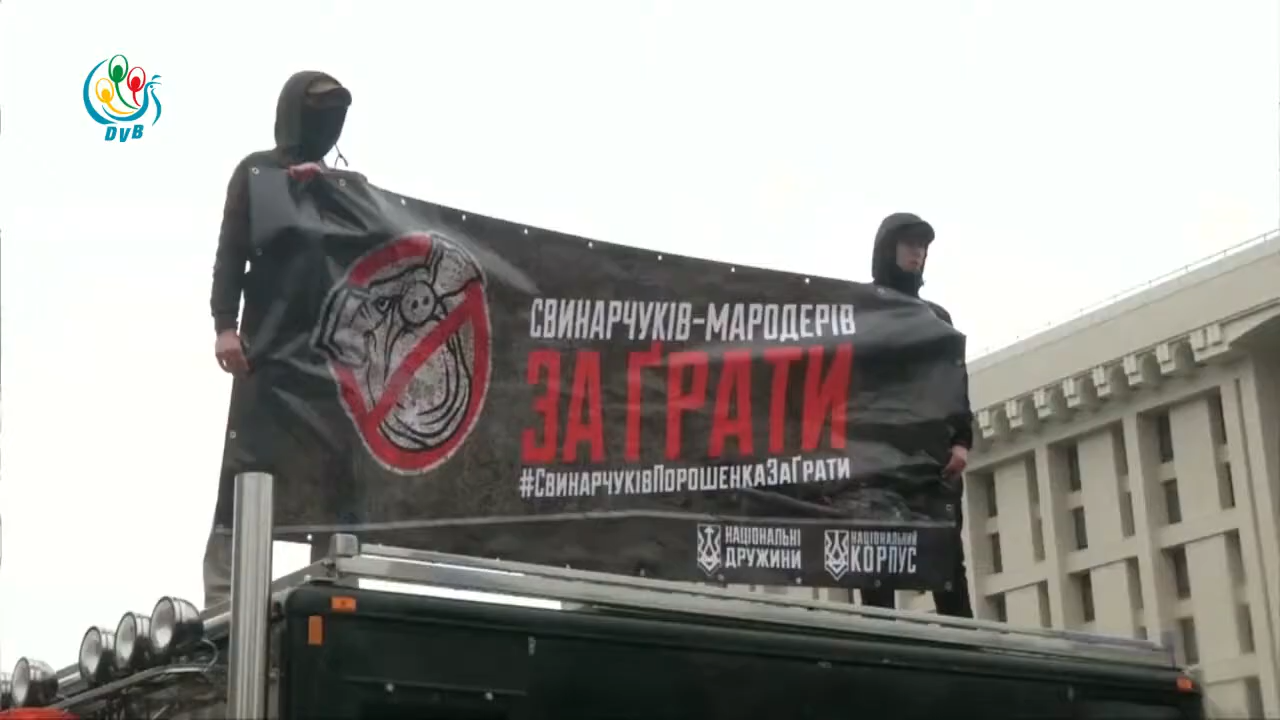 DVB
СВИНАРЧУКІВ-МАРОДЕРІВ
ЗА ҐРАТИ
#СВИНАРЧУКІВПОРОШЕНКАЗАҐРАТИ
НАЦІОНАЛЬНІ
ДРУЖИНИ
НАЦІОНАЛЬНИЙ
КОРПУС